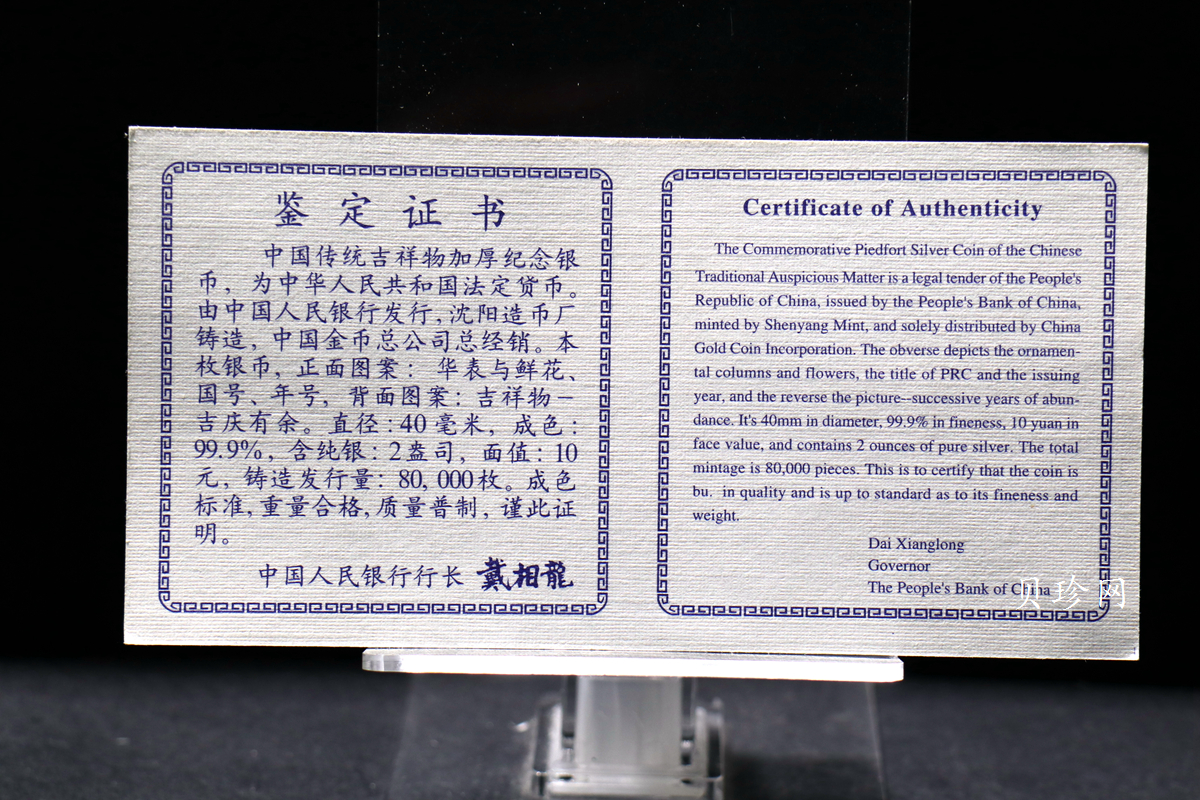 鉴定证书
中国传统吉祥物加厚纪念银
币，为中华人民共和国法定货币。
由中国人民银行发行，沈阳造币厂
铸造，中国金币总公司总经销。本
枚银币，正面图案：华表与鲜花、
国号、年号，背面图案：吉祥物－
吉庆有余。直径：40毫米，成色：
99.9%，含纯银：2盎司，面值：10
元，铸造发行量：80,000枚。成色
标准，重量合格，质量普制，谨此证
明。
中国人民银行行长 戴相龍
Certificate of Authenticity
The Commemorative Piedfort Silver Coin of the Chinese
Traditional Auspicious Matter is a legal tender of the People's
Republic of China, issued by the People's Bank of China,
minted by Shenyang Mint, and solely distributed by China
Gold Coin Incorporation. The obverse depicts the ornamen-
tal columns and flowers, the title of PRC and the issuing
year, and the reverse the picture--successive years of abun-
dance. It's 40mm in diameter, 99.9% in fineness, 10 yuan in
face value, and contains 2 ounces of pure silver. The total
mintage is 80,000 pieces. This is to certify that the coin is
bu. in quality and is up to standard as to its fineness and
weight.
Dai Xianglong
Governor
The People's Bank of China
贝珍网